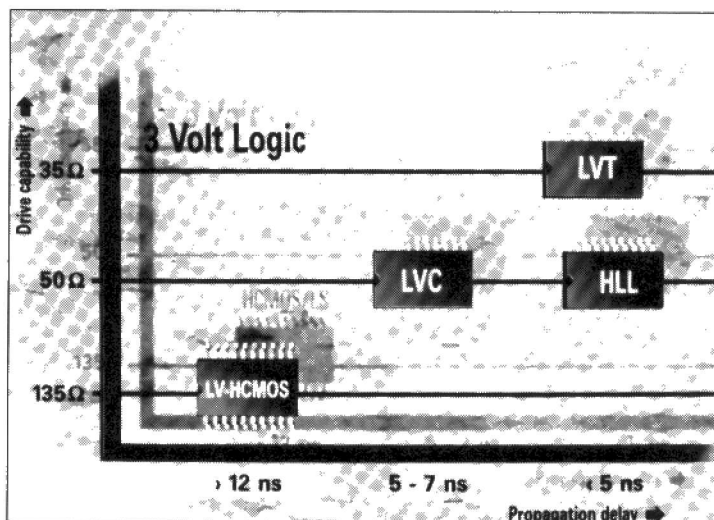 3 Volt Logic
Drive capability ➡
35Ω
LVT
50Ω
LVC
HLL
HCMOS/LS
135Ω
LV-HCMOS
› 12 ns
5 - 7 ns
‹ 5 ns
Propagation delay ➡